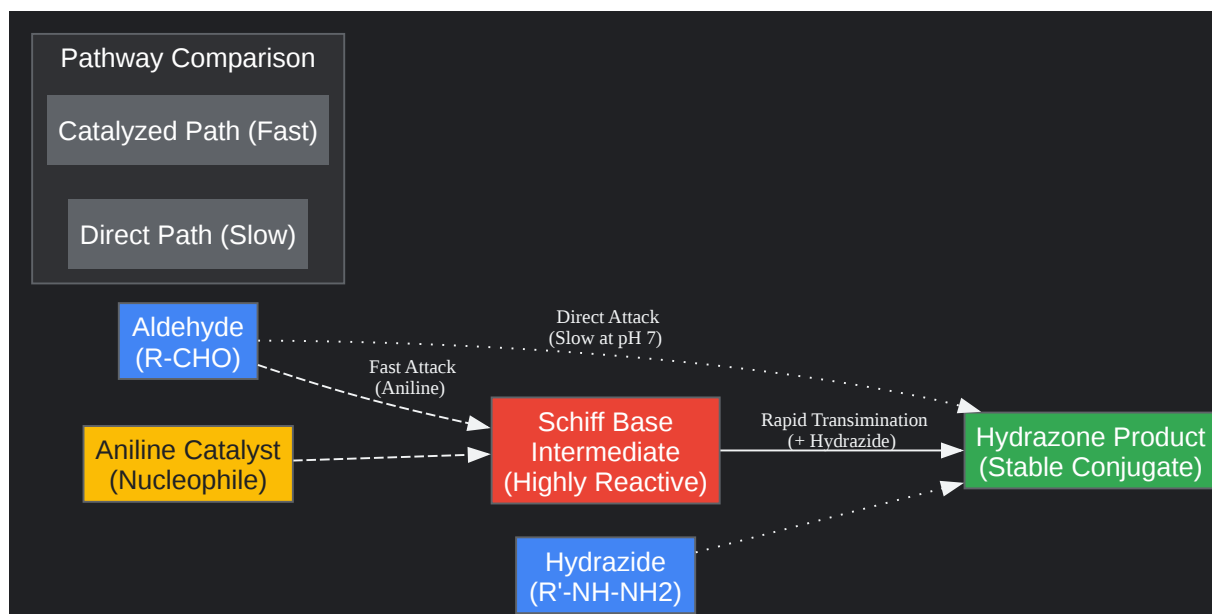 Pathway Comparison
Catalyzed Path (Fast)
Direct Path (Slow)
Aldehyde
(R-CHO)
Direct Attack
(Slow at pH 7)
Fast Attack
(Aniline)
Aniline Catalyst
(Nucleophile)
Schiff Base
Intermediate
(Highly Reactive)
Rapid Transimination
(+ Hydrazide)
Hydrazone Product
(Stable Conjugate)
Hydrazide
(R'-NH-NH2)